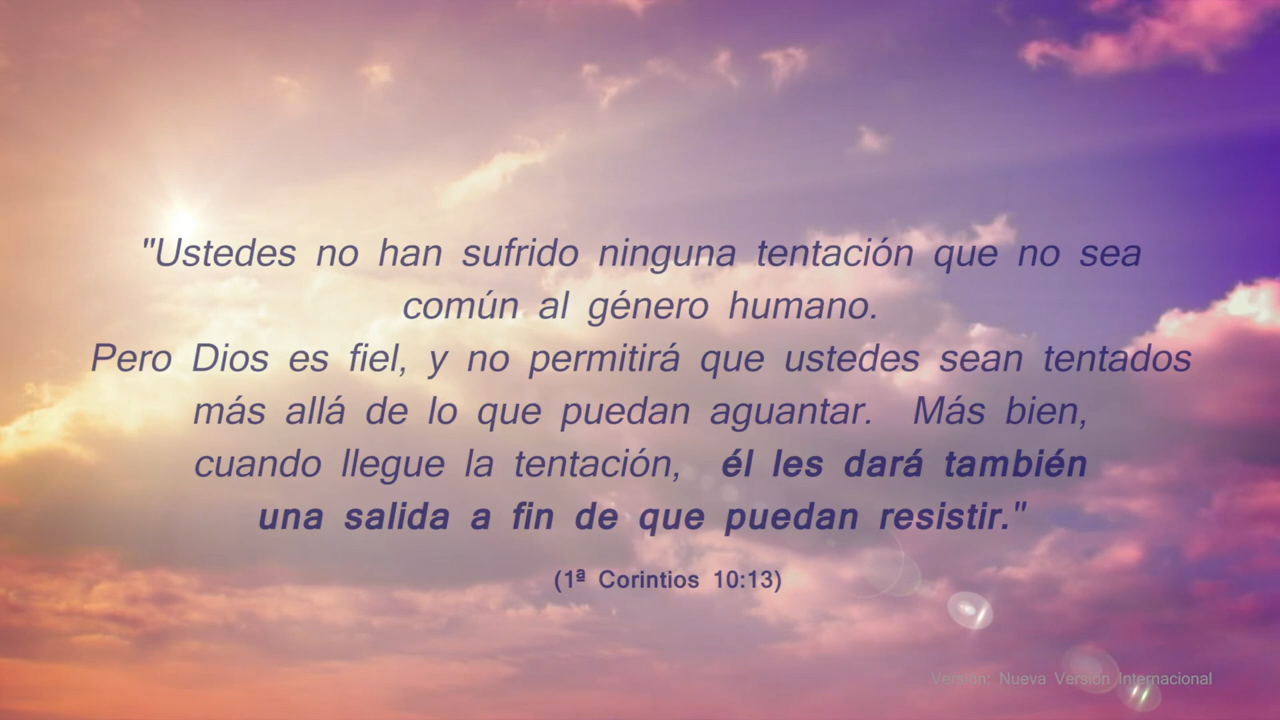 "Ustedes no han sufrido ninguna tentación que no sea
común al género humano.
Pero Dios es fiel, y no permitirá que ustedes sean tentados
más allá de lo que puedan aguantar. Más bien,
cuando llegue la tentación, él les dará también
una salida a fin de que puedan resistir."
(1ª Corintios 10:13)
Versión: Nueva Versión Internacional